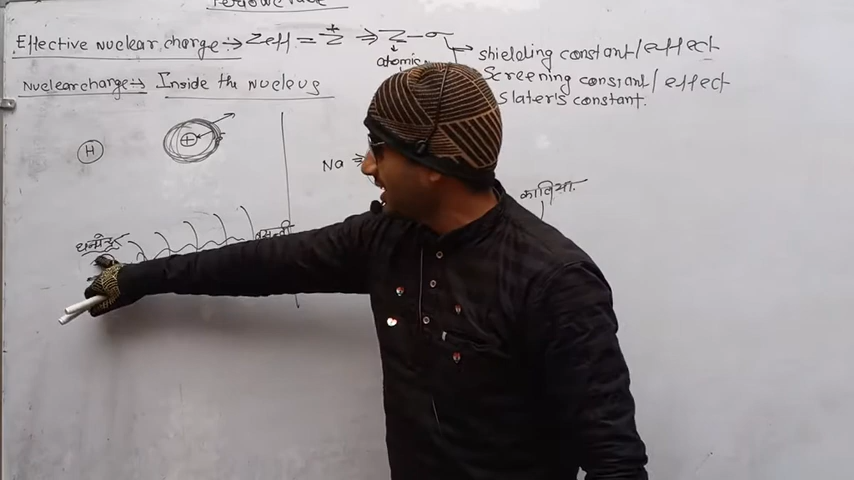 Effective nuclear charge :→ Zeff = Z⁺ ⇒ Z - σ
atomic
shielding constant/effect
Screening constant/effect
Slater's constant.
Nuclear charge :→ Inside the nucleus
H
+
Na ⇒
कालिया